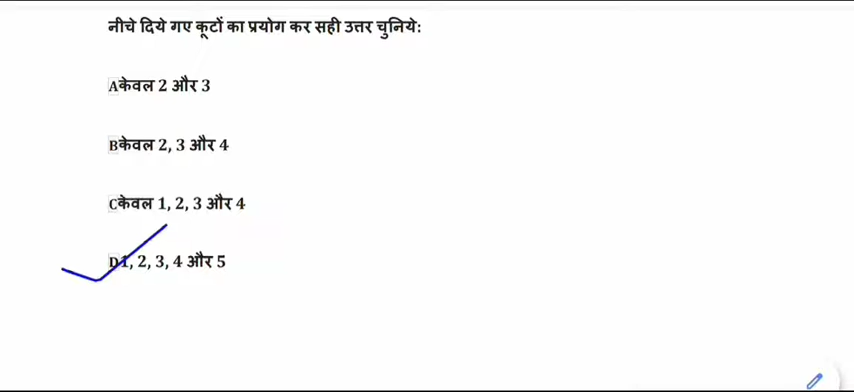 नीचे दिये गए कूटों का प्रयोग कर सही उत्तर चुनिये:
Aकेवल 2 और 3
Bकेवल 2, 3 और 4
Cकेवल 1, 2, 3 और 4
D1, 2, 3, 4 और 5